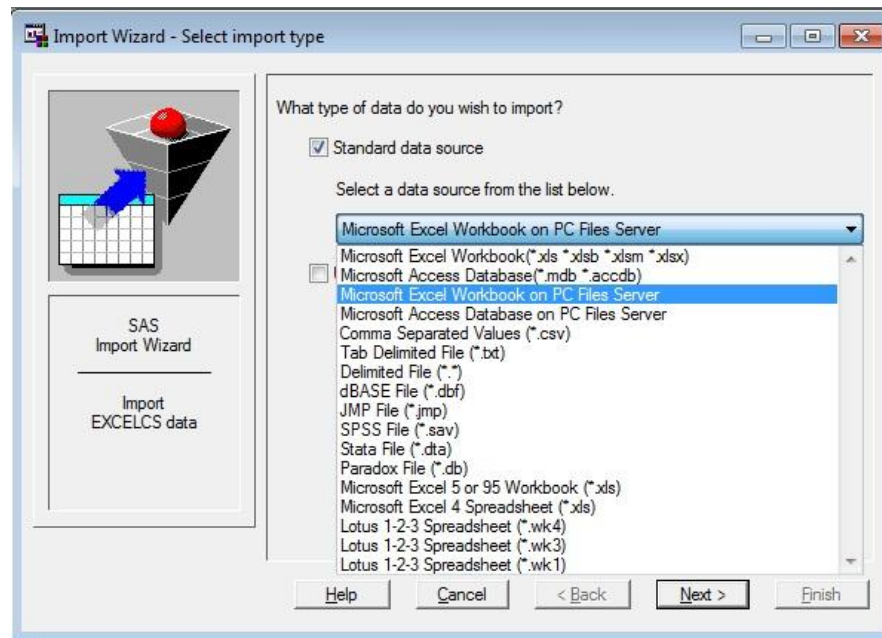 Import Wizard - Select import type
What type of data do you wish to import?
Standard data source
Select a data source from the list below.
Microsoft Excel Workbook on PC Files Server
Microsoft Excel Workbook(*.xls *.xlsb *.xlsm *.xlsx)
Microsoft Access Database(*.mdb *.accdb)
Microsoft Excel Workbook on PC Files Server
Microsoft Access Database on PC Files Server
Comma Separated Values (*.csv)
Tab Delimited File (*.txt)
Delimited File (*.*)
dBASE File (*.dbf)
JMP File (*.jmp)
SPSS File (*.sav)
Stata File (*.dta)
Paradox File (*.db)
Microsoft Excel 5 or 95 Workbook (*.xls)
Microsoft Excel 4 Spreadsheet (*.xls)
Lotus 1-2-3 Spreadsheet (*.wk4)
Lotus 1-2-3 Spreadsheet (*.wk3)
Lotus 1-2-3 Spreadsheet (*.wk1)
SAS
Import Wizard
Import
EXCELCS data
Help Cancel < Back Next > Finish